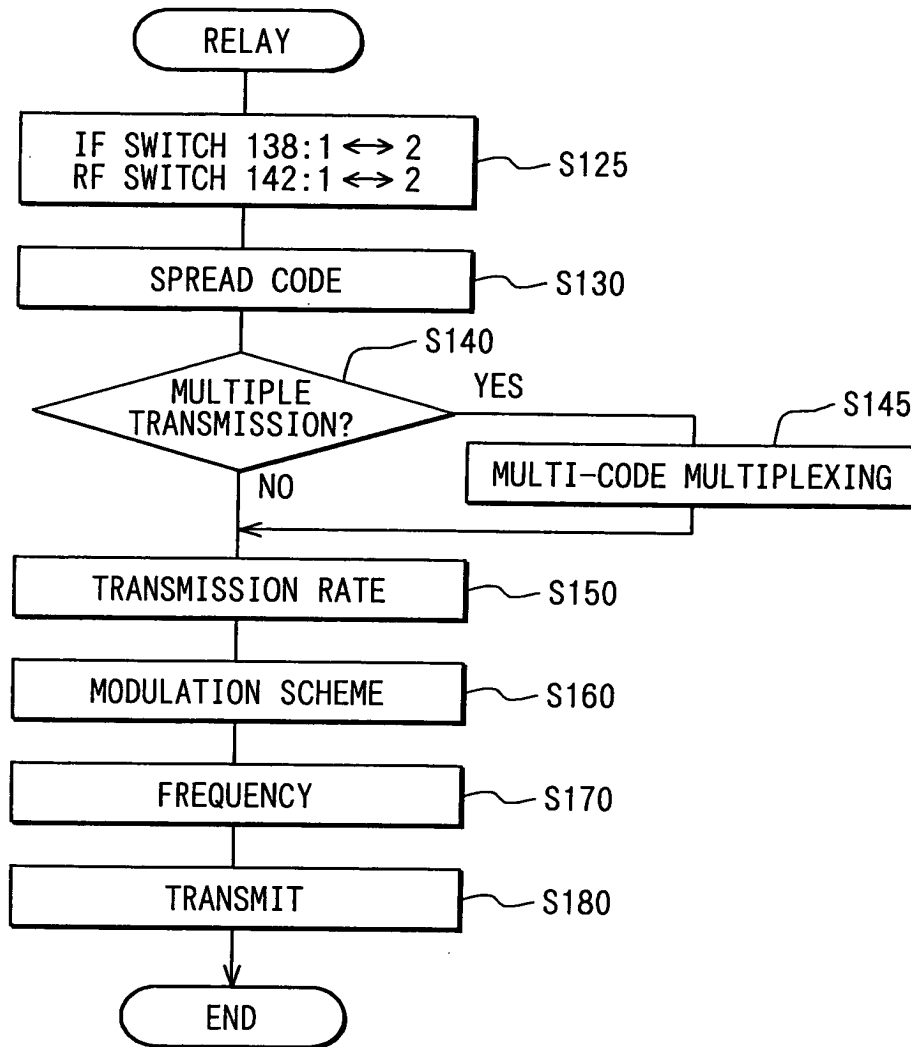 RELAY
IF SWITCH 138:1 ↔ 2
RF SWITCH 142:1 ↔ 2
S125
SPREAD CODE
S130
S140
MULTIPLE
TRANSMISSION?
YES
S145
MULTI-CODE MULTIPLEXING
NO
TRANSMISSION RATE
S150
MODULATION SCHEME
S160
FREQUENCY
S170
TRANSMIT
S180
END